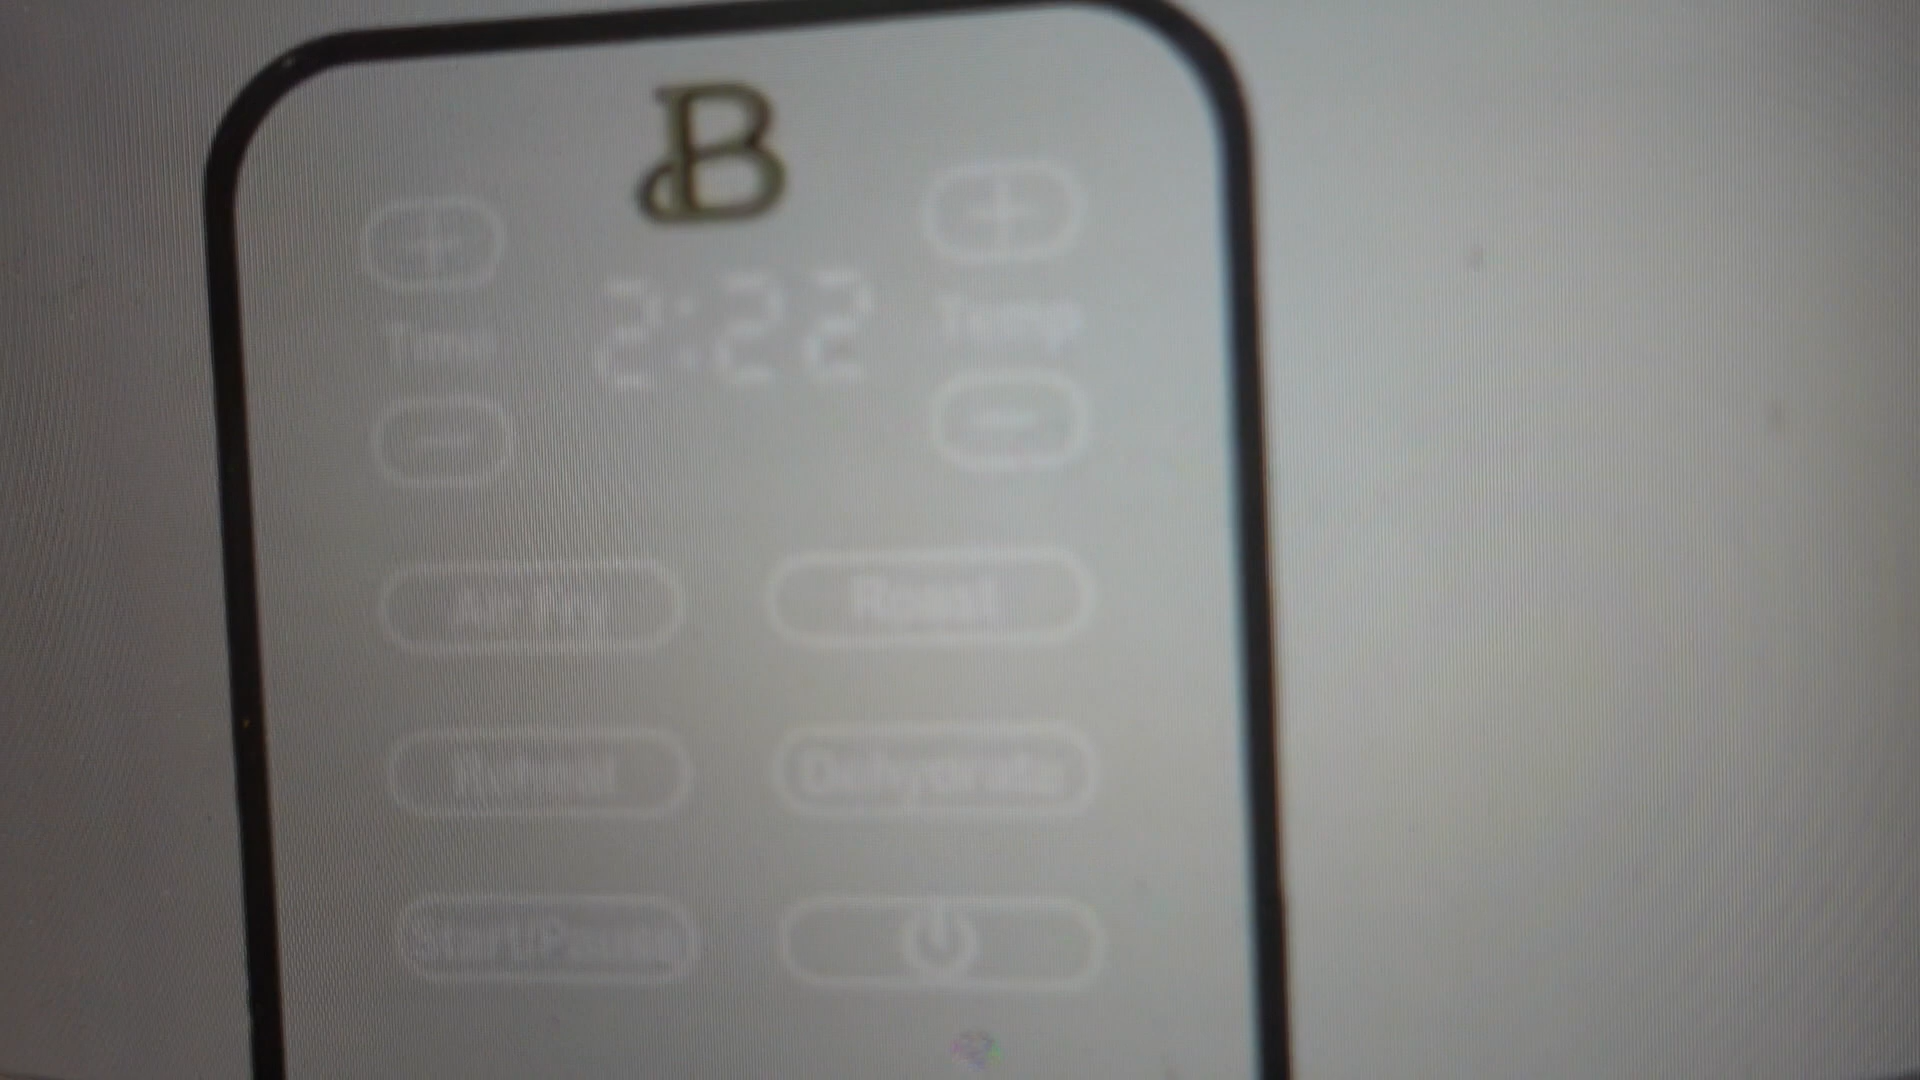 B
+ +
2:22
Time Temp
- -
Air Fry Roast
Reheat Dehydrate
Start/Pause